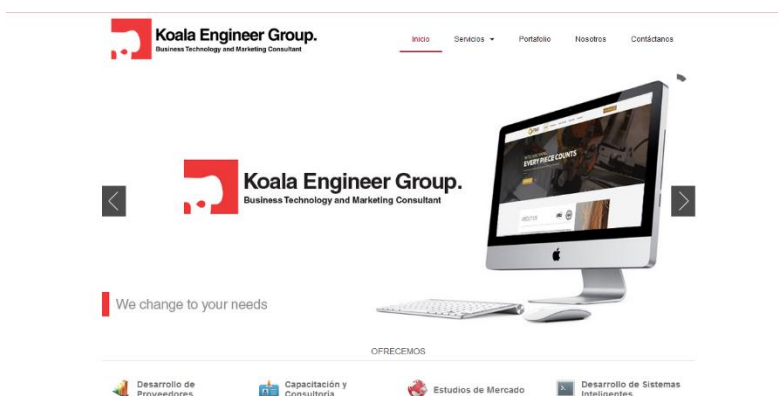 Koala Engineer Group.
Business Technology and Marketing Consultant
Inicio Servicios Portafolio Nosotros Contáctanos
EVERY PIECE COUNTS
ABOUT US
Koala Engineer Group.
Business Technology and Marketing Consultant
We change to your needs
OFRECEMOS
Desarrollo de
Proveedores
Capacitación y
Consultoría
Estudios de Mercado
Desarrollo de Sistemas
Inteligentes